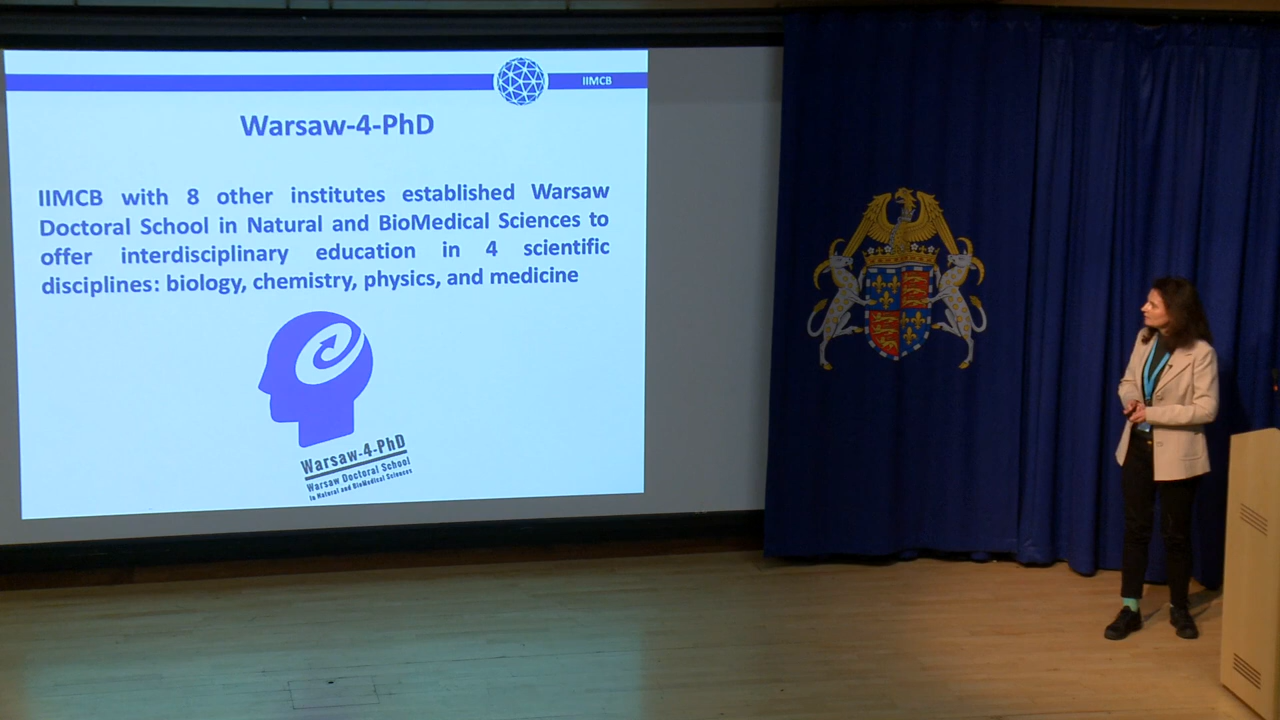 IIMCB
Warsaw-4-PhD
IIMCB with 8 other institutes established Warsaw
Doctoral School in Natural and BioMedical Sciences to
offer interdisciplinary education in 4 scientific
disciplines: biology, chemistry, physics, and medicine
Warsaw-4-PhD
Warsaw Doctoral School
in Natural and BioMedical Sciences